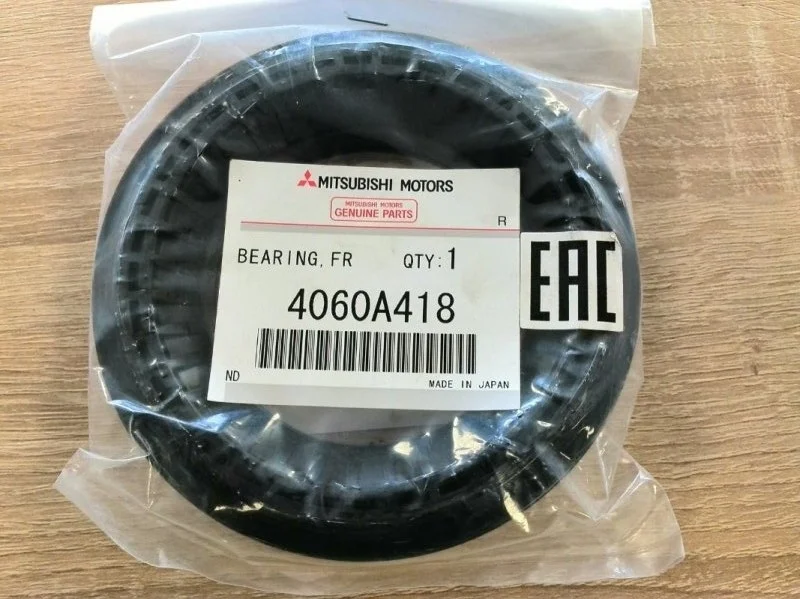 MITSUBISHI MOTORS
MITSUBISHI MOTORS
GENUINE PARTS
R
BEARING, FR QTY: 1
4060A418
ND
MADE IN JAPAN
EAC